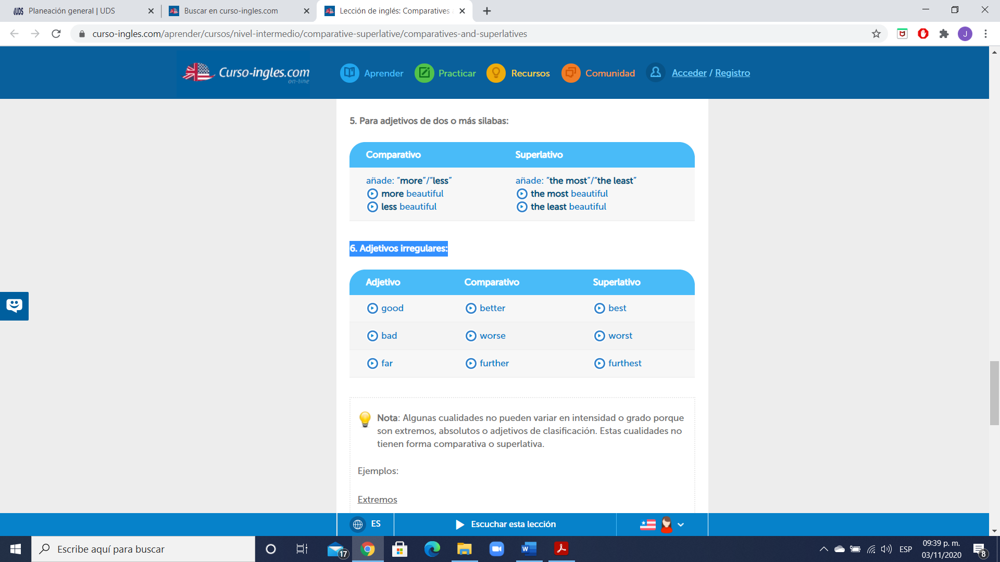 UDS Planeación general | UDS
Buscar en curso-ingles.com
Lección de inglés: Comparatives
curso-ingles.com/aprender/cursos/nivel-intermedio/comparative-superlative/comparatives-and-superlatives
J
Curso-ingles.com
on-line
Aprender
Practicar
Recursos
Comunidad
Acceder / Registro
5. Para adjetivos de dos o más silabas:
Comparativo Superlativo
añade: “more”/“less” añade: “the most”/“the least”
more beautiful the most beautiful
less beautiful the least beautiful
6. Adjetivos irregulares:
Adjetivo Comparativo Superlativo
good better best
bad worse worst
far further furthest
Nota: Algunas cualidades no pueden variar en intensidad o grado porque
son extremos, absolutos o adjetivos de clasificación. Estas cualidades no
tienen forma comparativa o superlativa.
Ejemplos:
Extremos
ES
Escuchar esta lección
Escribe aquí para buscar
17
W
ESP
09:39 p. m.
03/11/2020
8